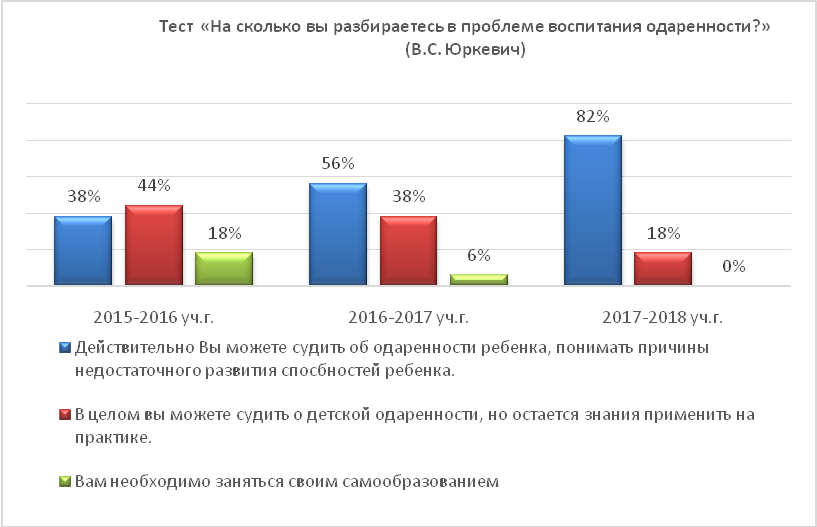 Тест «На сколько вы разбираетесь в проблеме воспитания одаренности?»
(В.С. Юркевич)
82%
56%
44%
38%
38%
18%
18%
6%
0%
2015-2016 уч.г.
2016-2017 уч.г.
2017-2018 уч.г.
Действительно Вы можете судить об одаренности ребенка, понимать причины
недостаточного развития спосбностей ребенка.
В целом вы можете судить о детской одаренности, но остается знания применить на
практике.
Вам необходимо заняться своим самообразованием